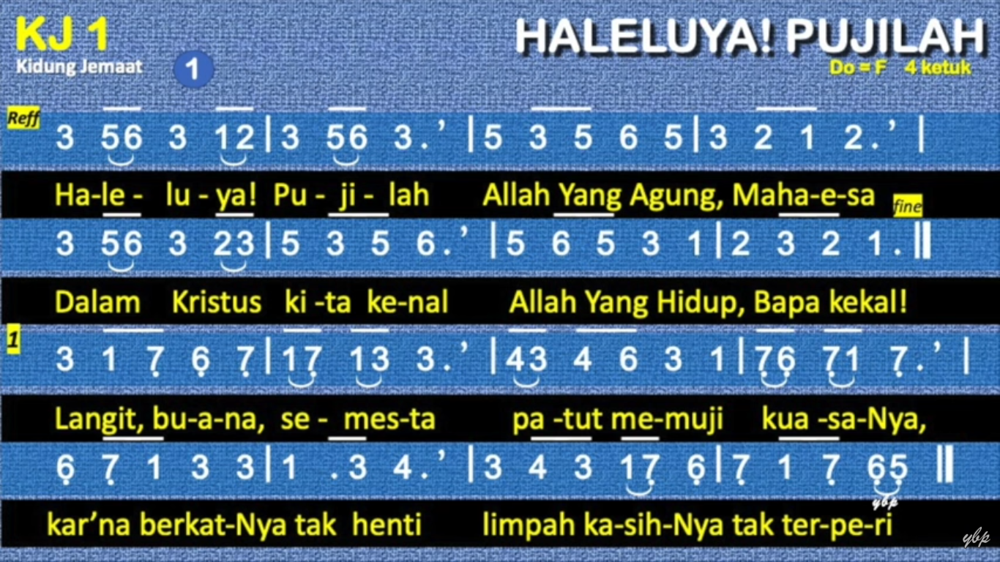 KJ 1
HALELUYA! PUJILAH
Kidung Jemaat
1
Do = F 4 ketuk
Reff
3 56 3 12 | 3 56 3 . ’ | 5 3 5 6 5 | 3 2 1 2 . ’ |
Ha-le - lu - ya! Pu - ji - lah Allah Yang Agung, Maha-e-sa
fine
3 56 3 23 | 5 3 5 6 . ’ | 5 6 5 3 1 | 2 3 2 1 . ||
Dalam Kristus ki -ta ke-nal Allah Yang Hidup, Bapa kekal!
1
3 1 7̣ 6̣ 7̣ | 17̣ 13 3 . ’ | 43 4 6 3 1 | 7̣6̣ 7̣1 7̣ . ’ |
Langit, bu-a-na, se - mes-ta pa -tut me-muji kua -sa-Nya,
6̣ 7̣ 1 3 3 | 1 . 3 4 . ’ | 3 4 3 17̣ 6̣ | 7̣ 1 7̣ 6̣5̣ ||
ybp
kar’na berkat-Nya tak henti limpah ka-sih-Nya tak ter-pe-ri
ybp